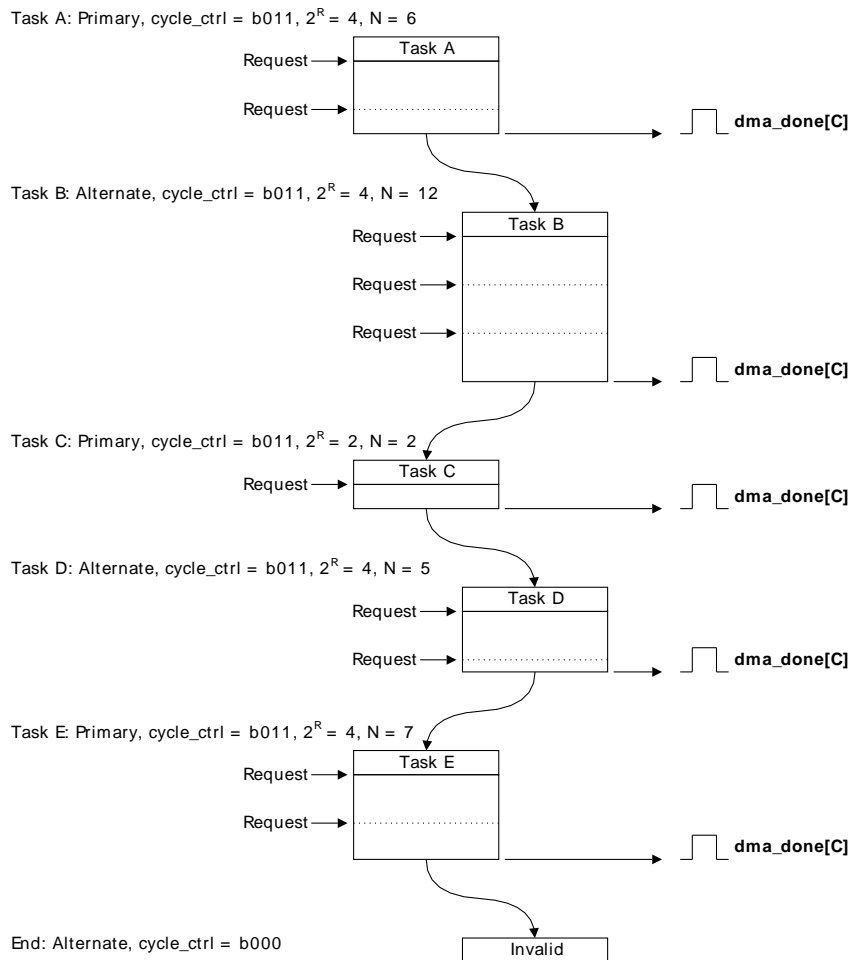 Task A: Primary, cycle_ctrl = b011, 2^R = 4, N = 6
Task A
Request
Request
dma_done[C]
Task B: Alternate, cycle_ctrl = b011, 2^R = 4, N = 12
Task B
Request
Request
Request
dma_done[C]
Task C: Primary, cycle_ctrl = b011, 2^R = 2, N = 2
Task C
Request
dma_done[C]
Task D: Alternate, cycle_ctrl = b011, 2^R = 4, N = 5
Task D
Request
Request
dma_done[C]
Task E: Primary, cycle_ctrl = b011, 2^R = 4, N = 7
Task E
Request
Request
dma_done[C]
End: Alternate, cycle_ctrl = b000
Invalid